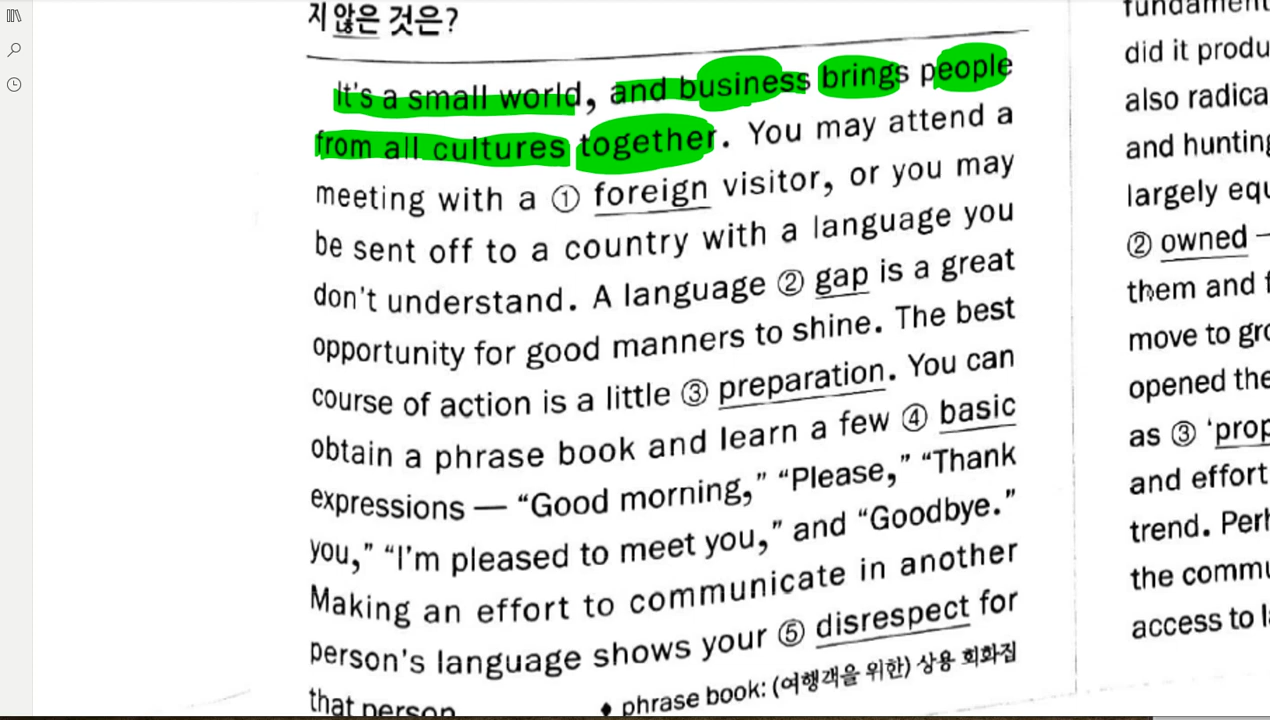 지 않은 것은?
It's a small world, and business brings people
from all cultures together. You may attend a
meeting with a ① foreign visitor, or you may
be sent off to a country with a language you
don't understand. A language ② gap is a great
opportunity for good manners to shine. The best
course of action is a little ③ preparation. You can
obtain a phrase book and learn a few ④ basic
expressions — “Good morning,” “Please,” “Thank
you,” “I'm pleased to meet you,” and “Goodbye.”
Making an effort to communicate in another
person's language shows your ⑤ disrespect for
that person
◆ phrase book: (여행객을 위한) 상용 회화집
did it produ
also radica
and hunting
largely equ
② owned —
them and f
move to gro
opened the
as ③ ‘prop
and effort
trend. Perh
the commu
access to l